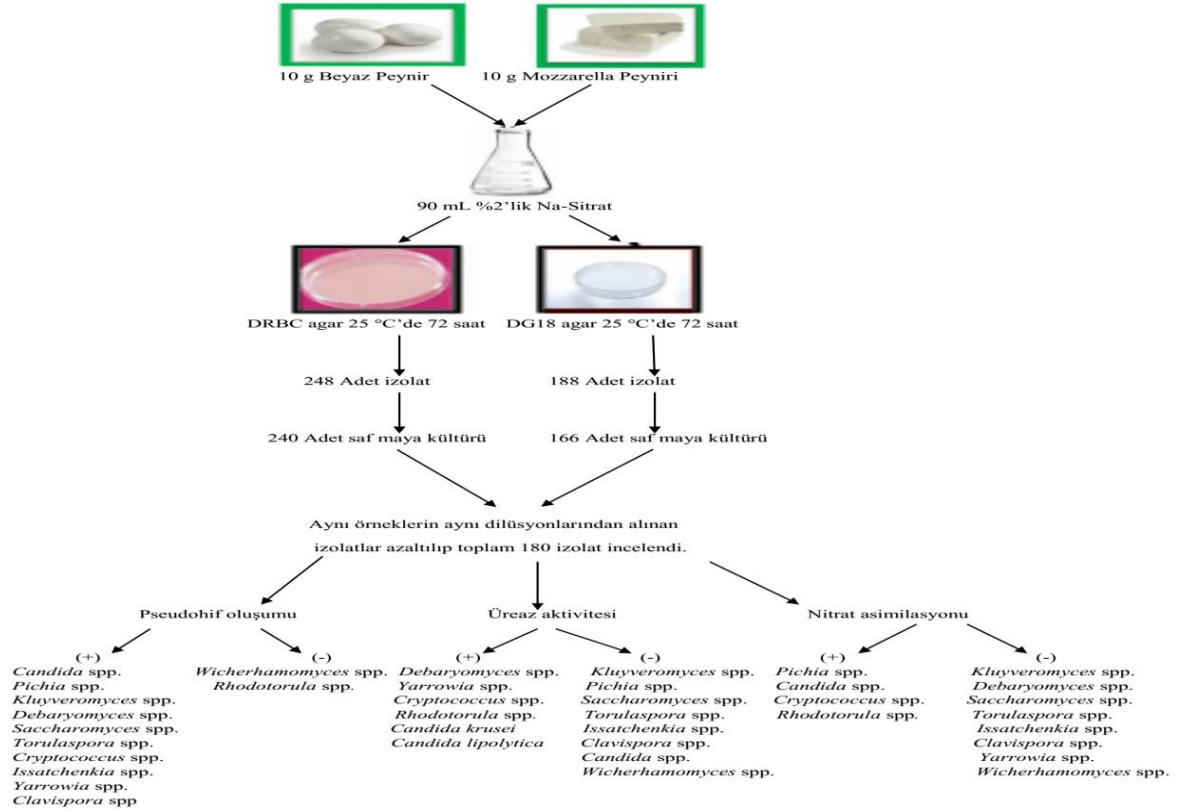 10 g Beyaz Peynir
10 g Mozzarella Peyniri
90 mL %2'lik Na-Sitrat
DRBC agar 25 °C'de 72 saat
DG18 agar 25 °C'de 72 saat
248 Adet izolat
188 Adet izolat
240 Adet saf maya kültürü
166 Adet saf maya kültürü
Aynı örneklerin aynı dilüsyonlarından alınan
izolatlar azaltılıp toplam 180 izolat incelendi.
Pseudohif oluşumu
(+)
Candida spp.
Pichia spp.
Kluyveromyces spp.
Debaryomyces spp.
Saccharomyces spp.
Torulaspora spp.
Cryptococcus spp.
Issatchenkia spp.
Yarrowia spp.
Clavispora spp
(-)
Wicherhamomyces spp.
Rhodotorula spp.
Üreaz aktivitesi
(+)
Debaryomyces spp.
Yarrowia spp.
Cryptococcus spp.
Rhodotorula spp.
Candida krusei
Candida lipolytica
(-)
Kluyveromyces spp.
Pichia spp.
Saccharomyces spp.
Torulaspora spp.
Issatchenkia spp.
Clavispora spp.
Candida spp.
Wicherhamomyces spp.
Nitrat asimilasyonu
(+)
Pichia spp.
Candida spp.
Cryptococcus spp.
Rhodotorula spp.
(-)
Kluyveromyces spp.
Debaryomyces spp.
Saccharomyces spp.
Torulaspora spp.
Issatchenkia spp.
Clavispora spp.
Yarrowia spp.
Wicherhamomyces spp.